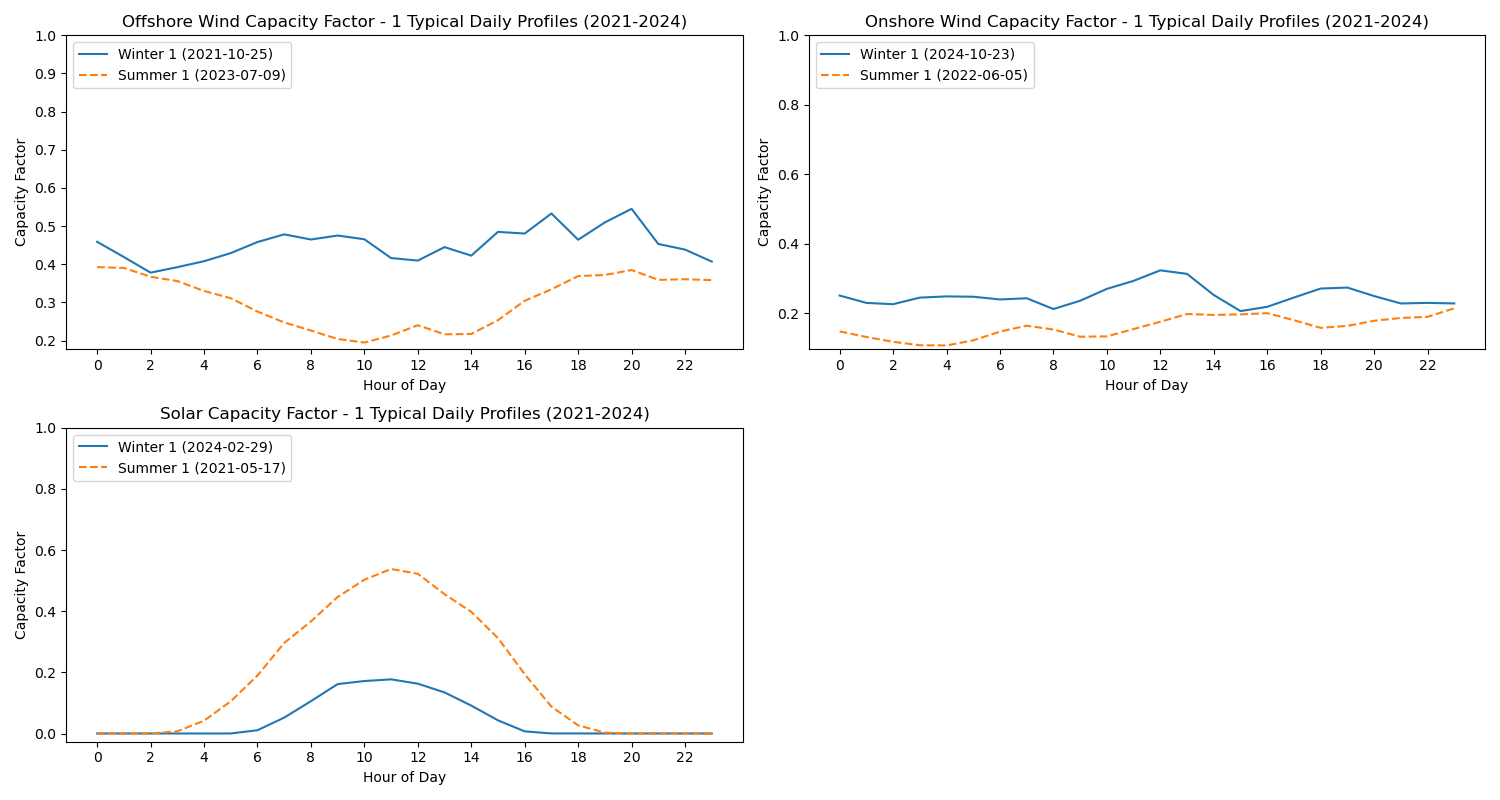 Offshore Wind Capacity Factor - 1 Typical Daily Profiles (2021-2024)
Winter 1 (2021-10-25)
Summer 1 (2023-07-09)
1.0
0.9
0.8
0.7
0.6
0.5
0.4
0.3
0.2
Capacity Factor
0 2 4 6 8 10 12 14 16 18 20 22
Hour of Day
Onshore Wind Capacity Factor - 1 Typical Daily Profiles (2021-2024)
Winter 1 (2024-10-23)
Summer 1 (2022-06-05)
1.0
0.8
0.6
0.4
0.2
Capacity Factor
0 2 4 6 8 10 12 14 16 18 20 22
Hour of Day
Solar Capacity Factor - 1 Typical Daily Profiles (2021-2024)
Winter 1 (2024-02-29)
Summer 1 (2021-05-17)
1.0
0.8
0.6
0.4
0.2
0.0
Capacity Factor
0 2 4 6 8 10 12 14 16 18 20 22
Hour of Day